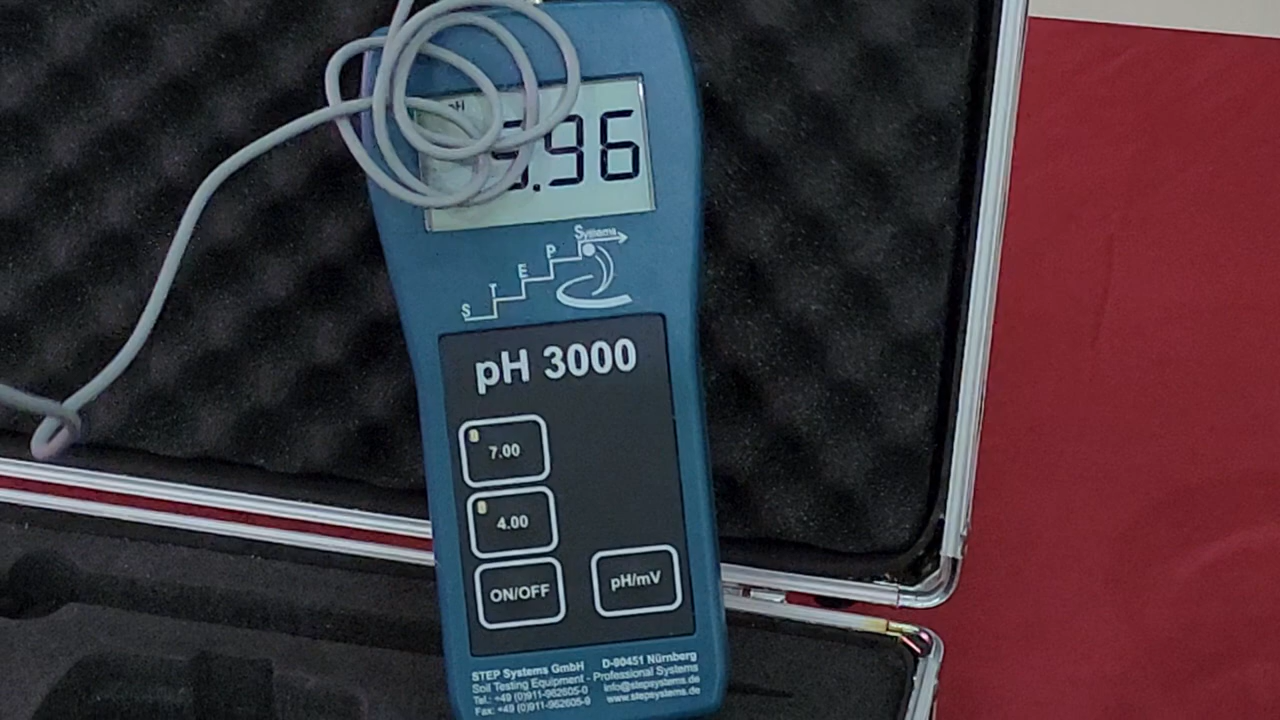 pH
5.96
S T E P Systems
pH 3000
7.00
4.00
ON/OFF
pH/mV
STEP Systems GmbH D-90451 Nürnberg
Soil Testing Equipment - Professional Systems
Tel.: +49 (0)911-962605-0 info@stepsystems.de
Fax: +49 (0)911-962605-9 www.stepsystems.de